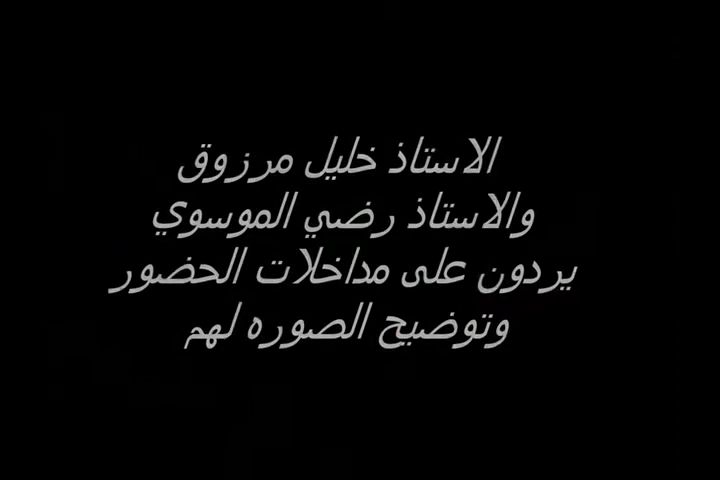 الاستاذ خليل مرزوق
والاستاذ رضي الموسوي
يردون على مداخلات الحضور
وتوضيح الصوره لهم